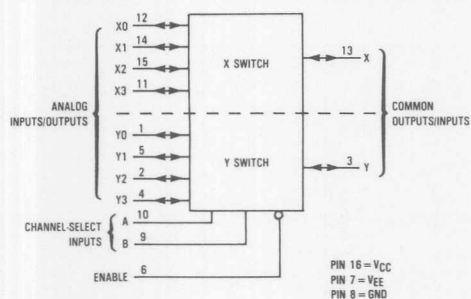 X0 12
X1 14
X2 15
X3 11
X SWITCH
13 X
ANALOG
INPUTS/OUTPUTS
COMMON
OUTPUTS/INPUTS
Y0 1
Y1 5
Y2 2
Y3 4
Y SWITCH
3 Y
CHANNEL-SELECT
INPUTS
A 10
B 9
ENABLE 6
PIN 16 = VCC
PIN 7 = VEE
PIN 8 = GND